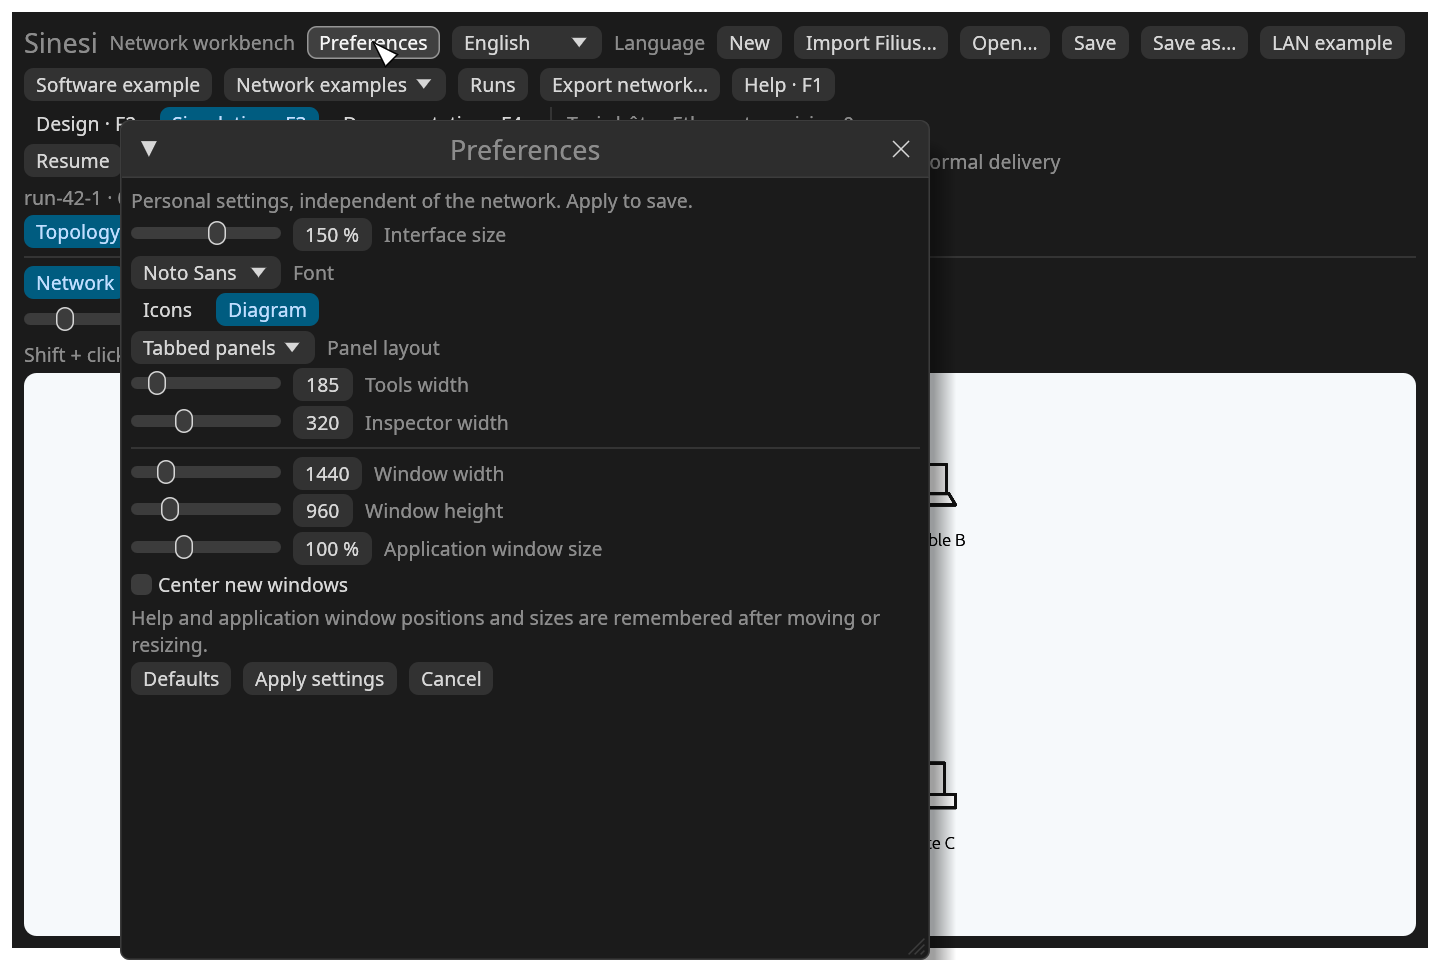 Sinesi Network workbench Preferences English Language New Import Filius... Open... Save Save as... LAN example
Software example Network examples Runs Export network... Help · F1
Design · F2
Resume
ormal delivery
run-42-1 ·
Topology
Network
Shift + click
Preferences
Personal settings, independent of the network. Apply to save.
150 % Interface size
Noto Sans Font
Icons Diagram
Tabbed panels Panel layout
185 Tools width
320 Inspector width
1440 Window width
960 Window height
100 % Application window size
Center new windows
Help and application window positions and sizes are remembered after moving or
resizing.
Defaults Apply settings Cancel
ble B
te C